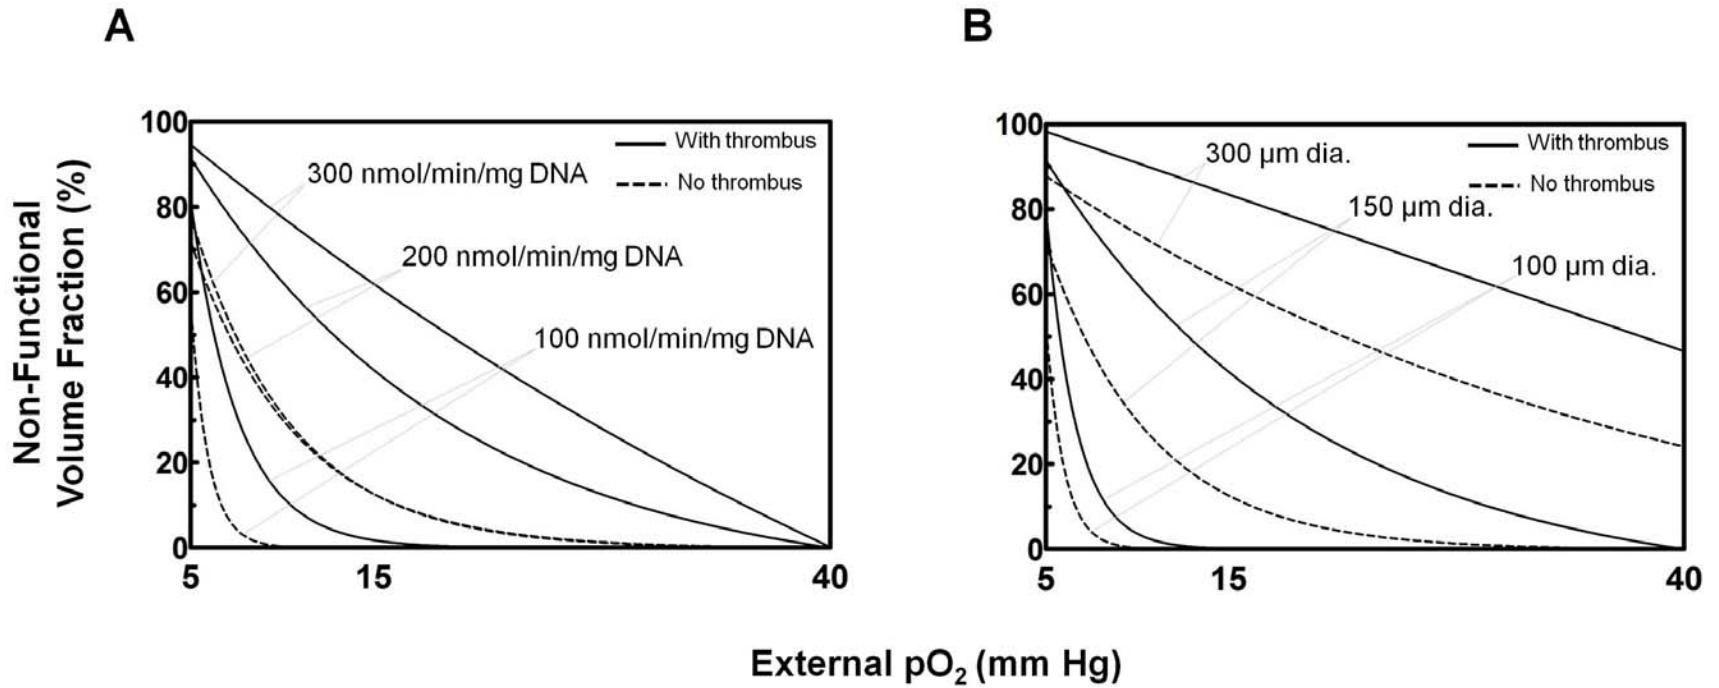 A
B
Non-Functional
Volume Fraction (%)
100
80
60
40
20
0
5
15
40
With thrombus
No thrombus
300 nmol/min/mg DNA
200 nmol/min/mg DNA
100 nmol/min/mg DNA
100
80
60
40
20
0
5
15
40
With thrombus
No thrombus
300 µm dia.
150 µm dia.
100 µm dia.
External pO₂ (mm Hg)